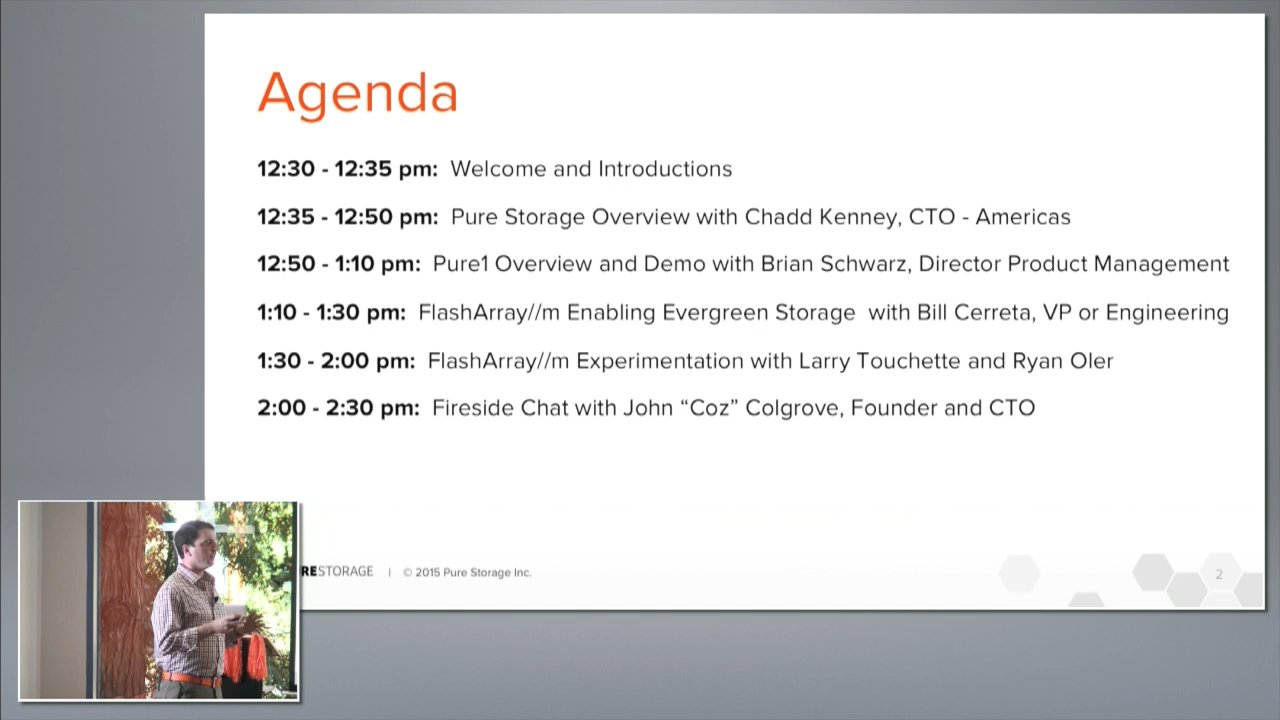 Agenda
12:30 - 12:35 pm: Welcome and Introductions
12:35 - 12:50 pm: Pure Storage Overview with Chadd Kenney, CTO - Americas
12:50 - 1:10 pm: Pure1 Overview and Demo with Brian Schwarz, Director Product Management
1:10 - 1:30 pm: FlashArray//m Enabling Evergreen Storage with Bill Cerreta, VP or Engineering
1:30 - 2:00 pm: FlashArray//m Experimentation with Larry Touchette and Ryan Oler
2:00 - 2:30 pm: Fireside Chat with John “Coz” Colgrove, Founder and CTO
RESTORAGE | © 2015 Pure Storage Inc.
2